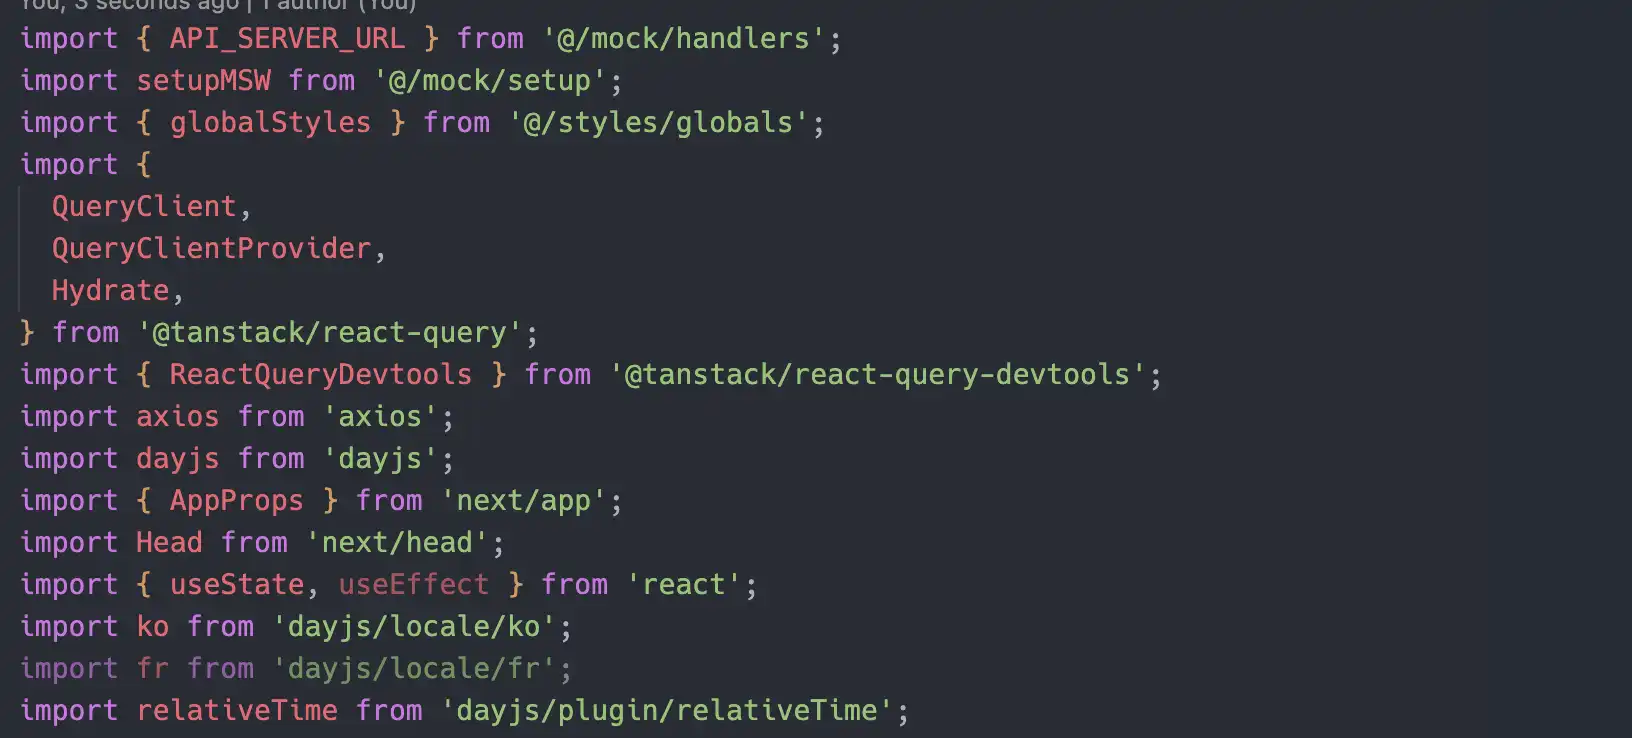 You, 3 seconds ago | 1 author (You)
import { API_SERVER_URL } from '@/mock/handlers';
import setupMSW from '@/mock/setup';
import { globalStyles } from '@/styles/globals';
import {
  QueryClient,
  QueryClientProvider,
  Hydrate,
} from '@tanstack/react-query';
import { ReactQueryDevtools } from '@tanstack/react-query-devtools';
import axios from 'axios';
import dayjs from 'dayjs';
import { AppProps } from 'next/app';
import Head from 'next/head';
import { useState, useEffect } from 'react';
import ko from 'dayjs/locale/ko';
import fr from 'dayjs/locale/fr';
import relativeTime from 'dayjs/plugin/relativeTime';